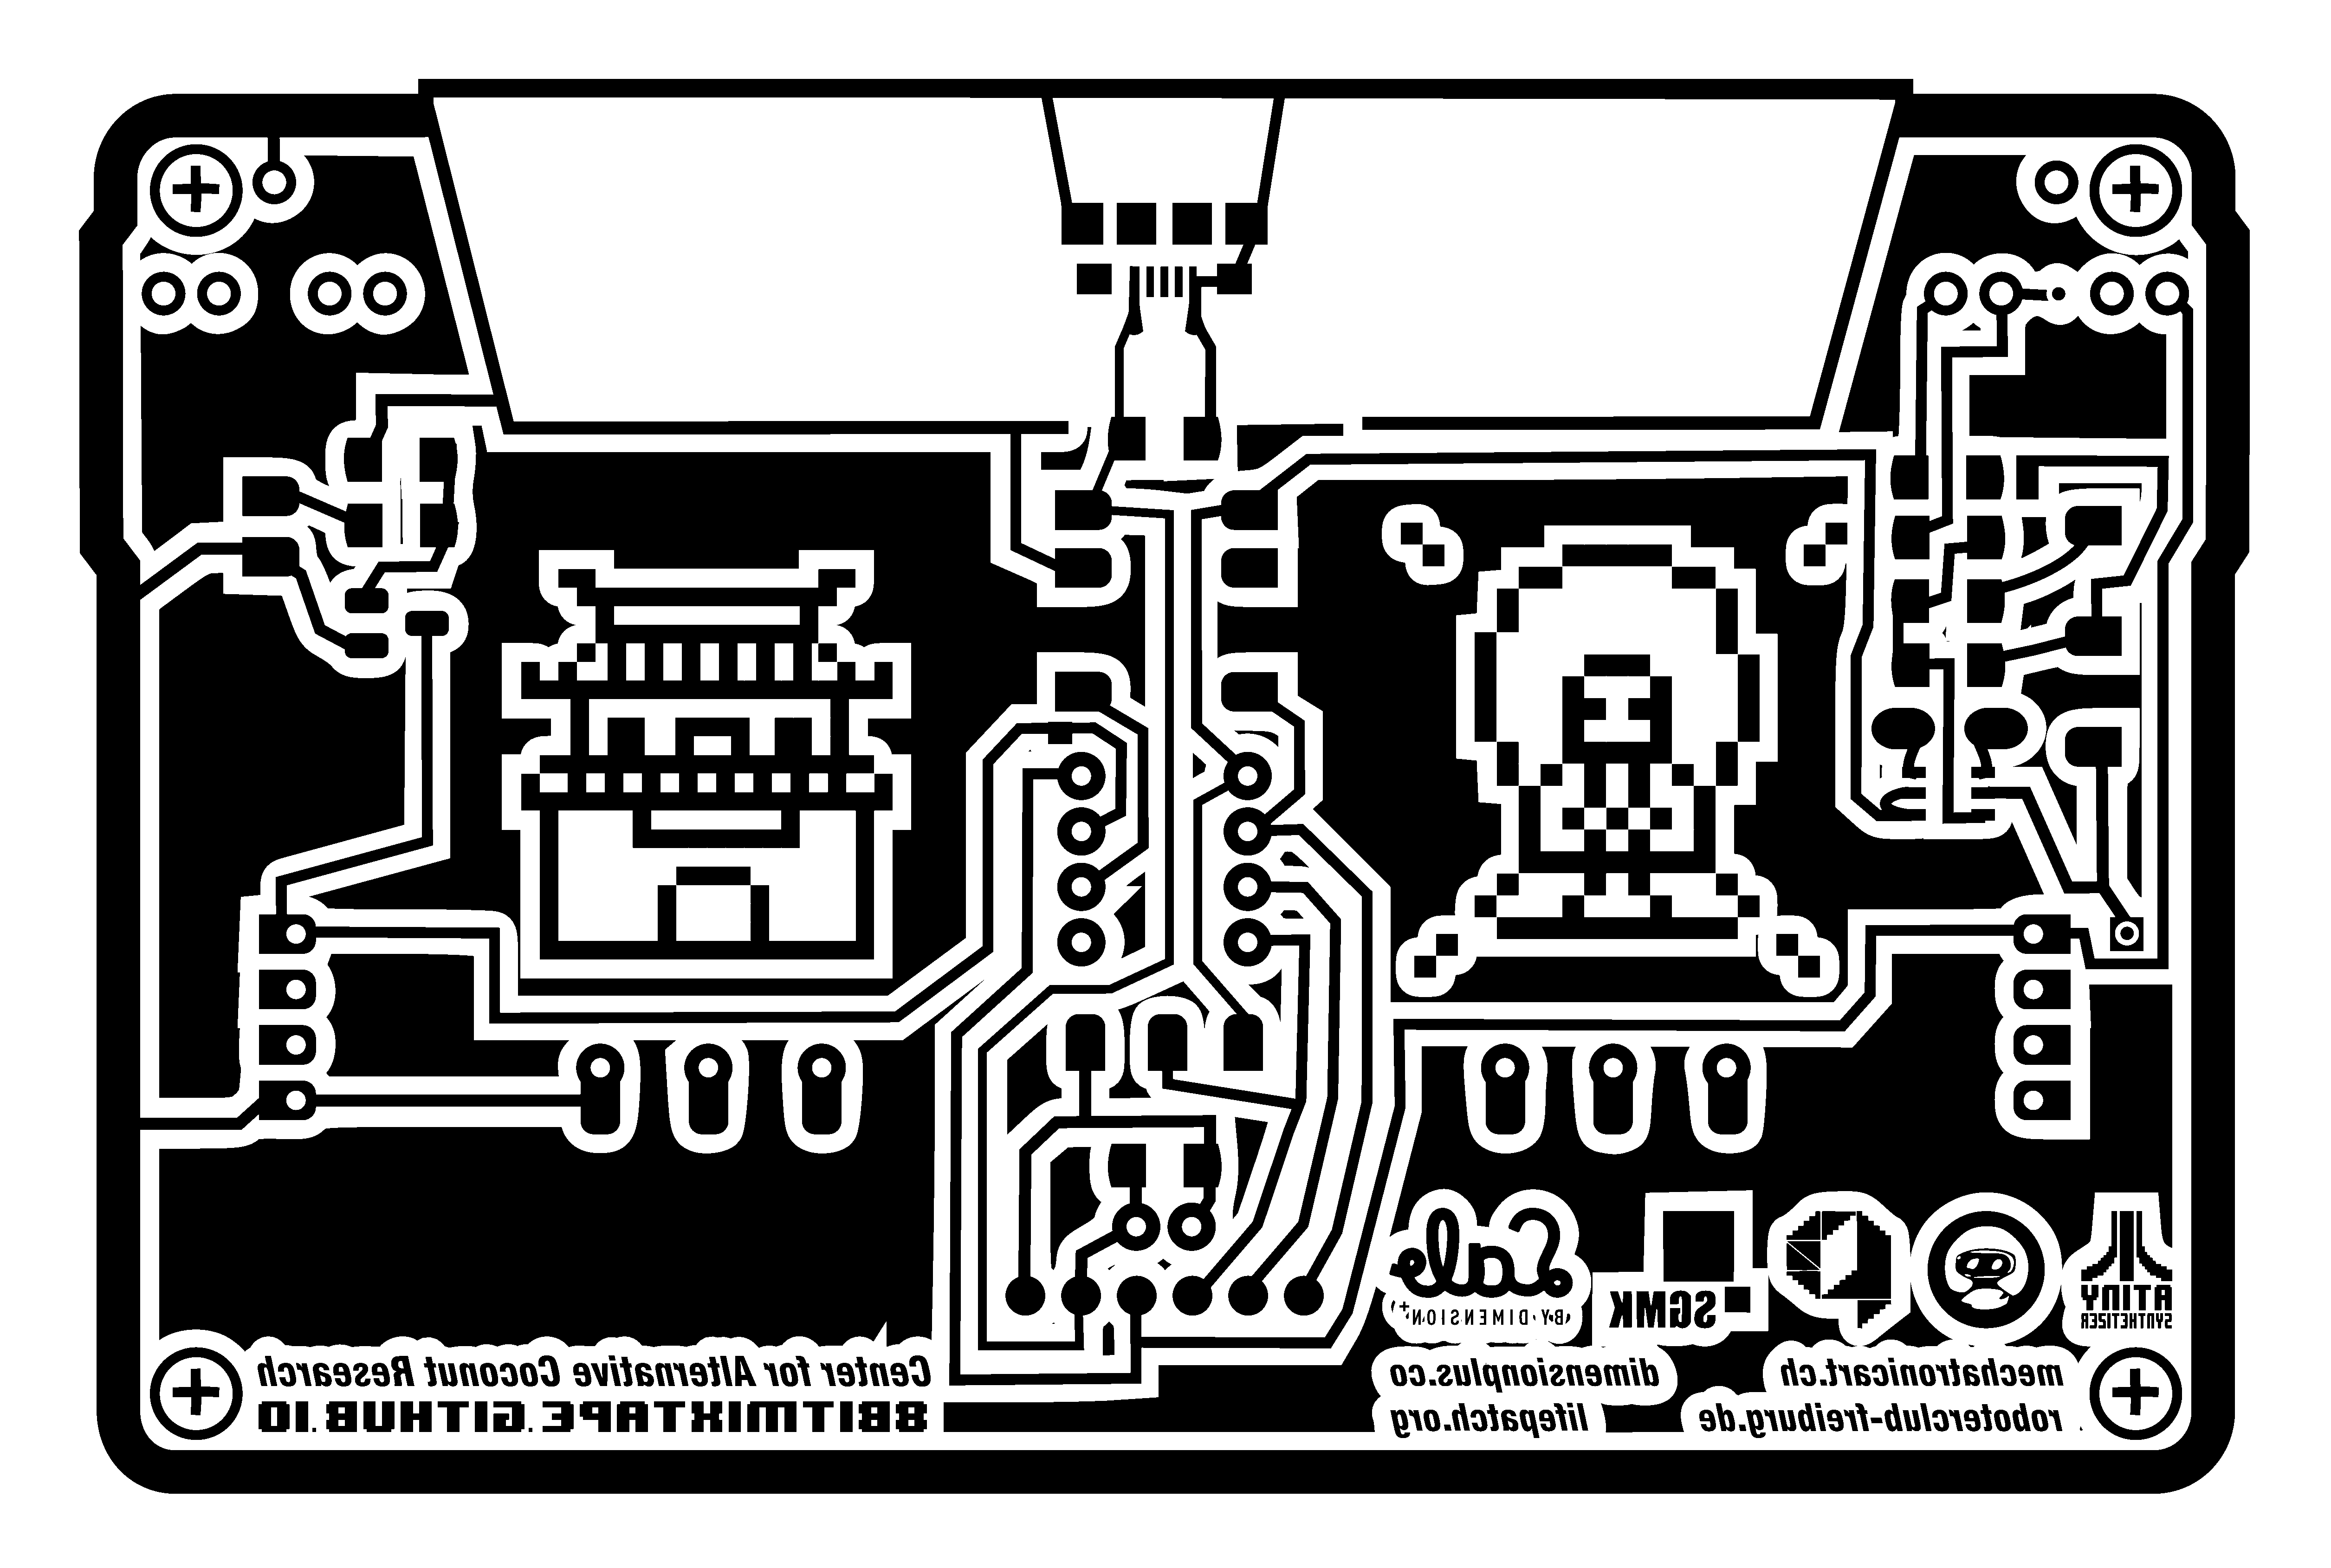 Sale
BY DIMENSION+
SGMK
ATINY
SYNTHETIZER
Center for Alternative Coconut Research
8BITMIXTAPE.GITHUB.IO
dimensionplus.co
lifepatch.org
mechatronicart.ch
roboterclub-freiburg.de